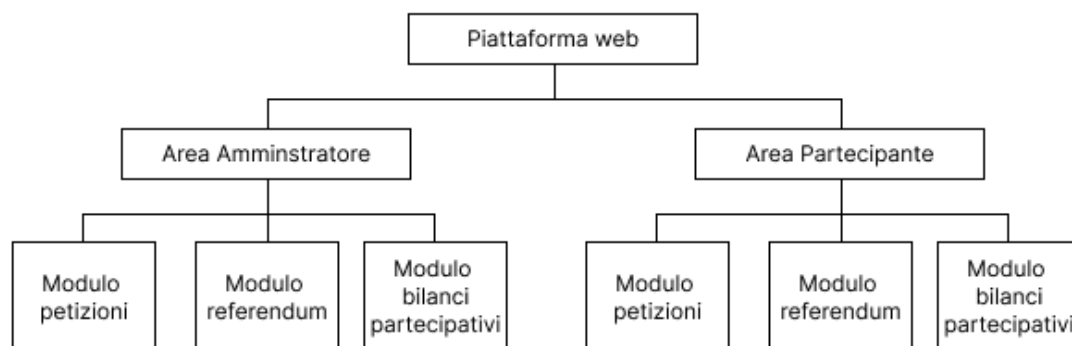 Piattaforma web
Area Amminstratore
Area Partecipante
Modulo
petizioni
Modulo
referendum
Modulo
bilanci
partecipativi
Modulo
petizioni
Modulo
referendum
Modulo
bilanci
partecipativi